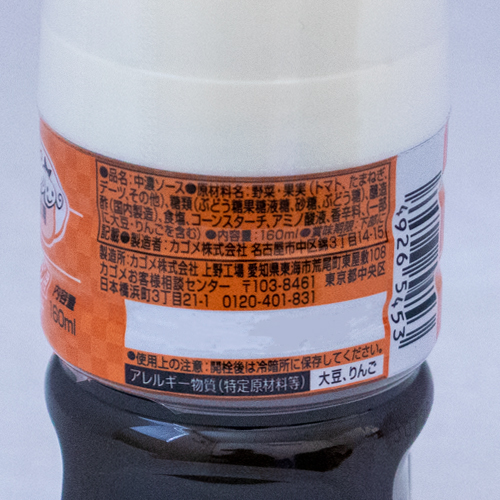 ●品名:中濃ソース●原材料名:野菜・果実(トマト、たまねぎ、
デーツ、その他)、糖類(ぶどう糖果糖液糖、砂糖、ぶどう糖)、醸造
酢(国内製造)、食塩、コーンスターチ、アミノ酸液、香辛料、(一部
に大豆・りんごを含む)●内容量:160ml●賞味期限:下部に
記載●製造者:カゴメ株式会社 名古屋市中区錦3丁目14-15
製造所:カゴメ株式会社 上野工場 愛知県東海市荒尾町東屋敷108
カゴメお客様相談センター 〒103-8461 東京都中央区
日本橋浜町3丁目21-1 0120-401-831
●使用上の注意:開栓後は冷暗所に保存してください。
アレルギー物質(特定原材料等) 大豆、りんご
内容量
160ml
4926 5453